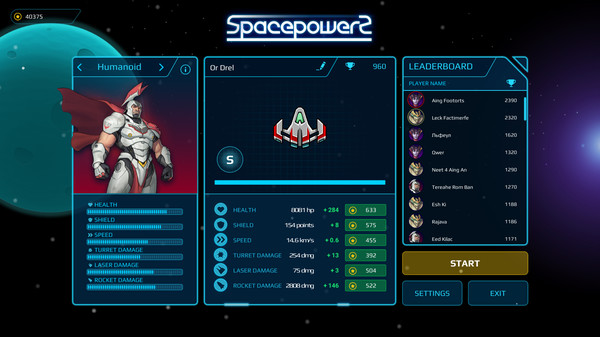 40375
Spacepower2
Humanoid
HEALTH
SHIELD
SPEED
TURRET DAMAGE
LASER DAMAGE
ROCKET DAMAGE
Or Drel 960
S
HEALTH 8081 hp + 284 633
SHIELD 154 points + 8 575
SPEED 14.6 km/s + 0.6 455
TURRET DAMAGE 254 dmg + 13 392
LASER DAMAGE 75 dmg + 3 504
ROCKET DAMAGE 2808 dmg + 146 522
LEADERBOARD
PLAYER NAME
Aing Footorts 2390
Leck Factimerfe 2320
Льфеул 1620
Ower 1320
Neet 4 Aing An 1290
Tereahe Rom Ban 1270
Esh Ki 1188
Rajava 1186
Eed Kilac 1171
START
SETTINGS EXIT